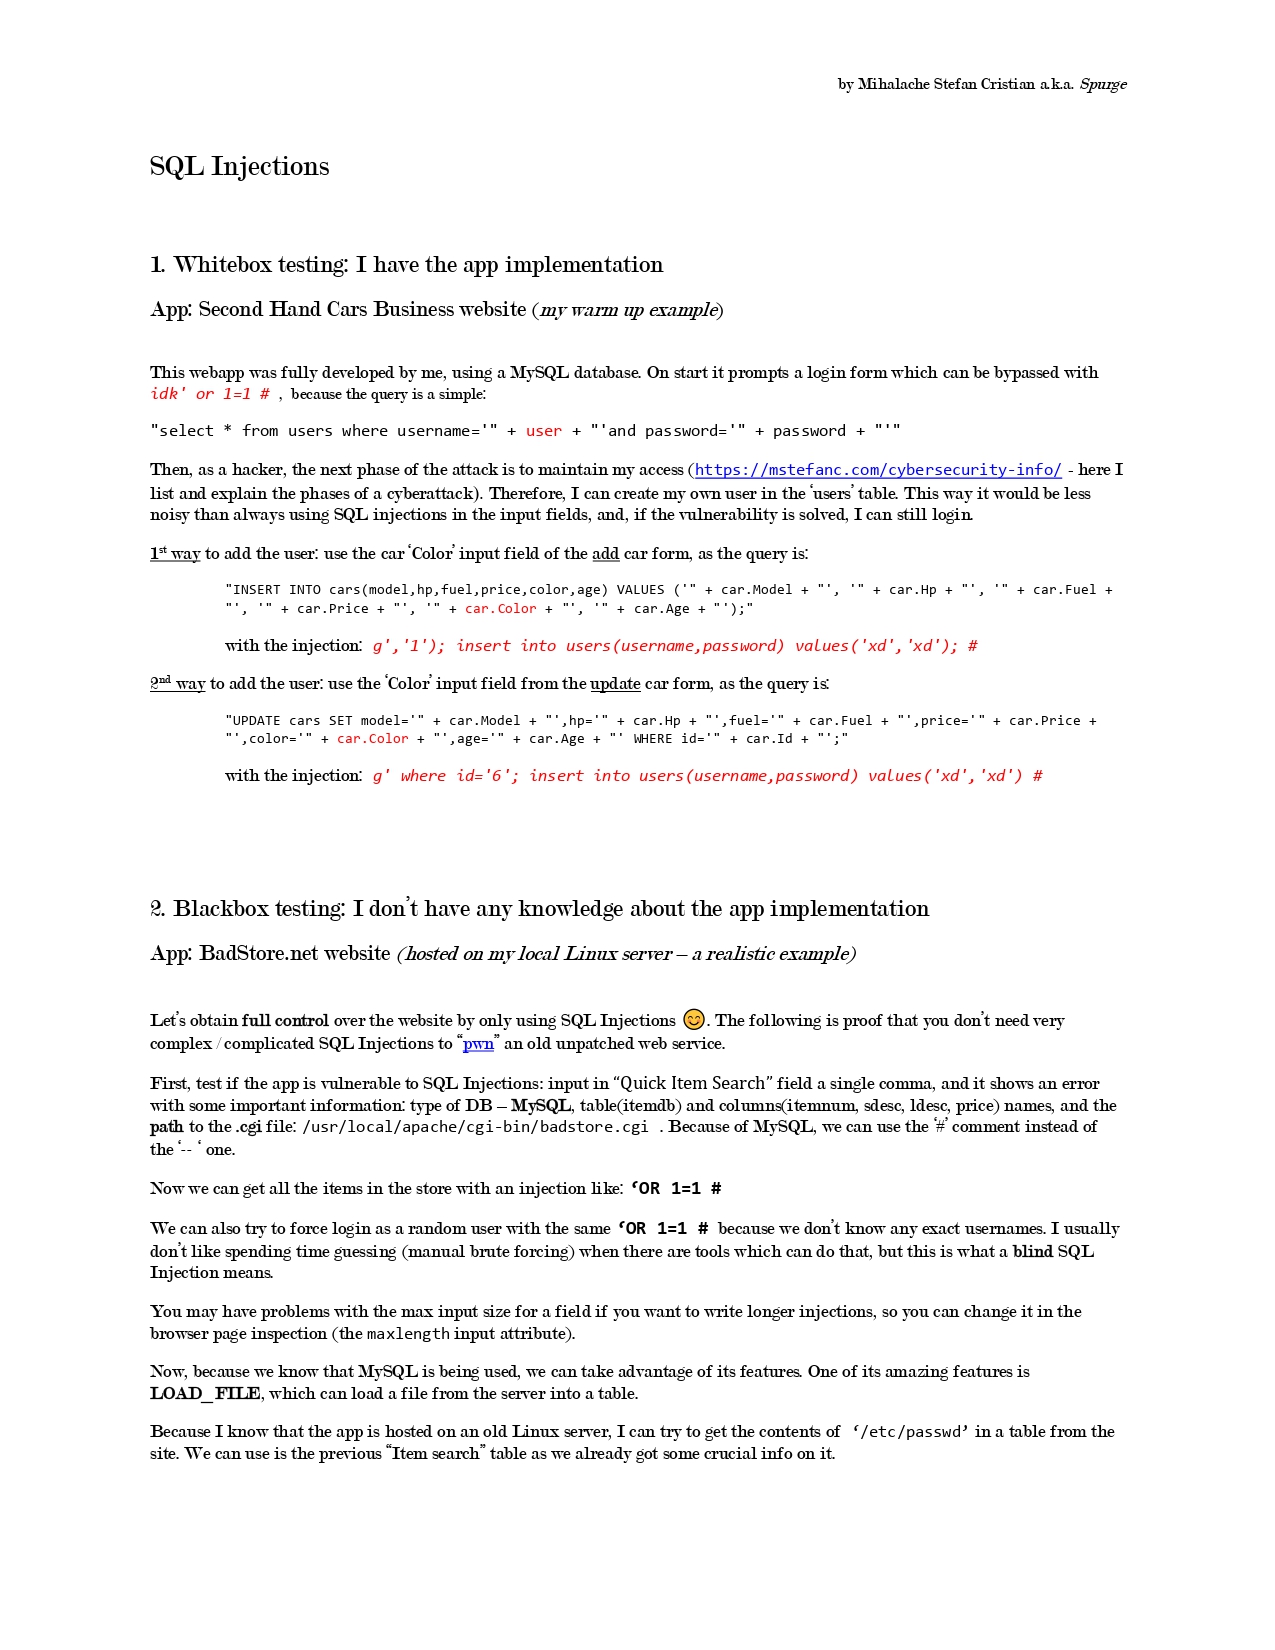 by Mihalache Stefan Cristian a.k.a. Spurge
SQL Injections
1. Whitebox testing: I have the app implementation
App: Second Hand Cars Business website (my warm up example)
This webapp was fully developed by me, using a MySQL database. On start it prompts a login form which can be bypassed with
idk' or 1=1 # , because the query is a simple:
"select * from users where username='" + user + "'and password='" + password + "'"
Then, as a hacker, the next phase of the attack is to maintain my access (https://mstefanc.com/cybersecurity-info/ - here I
list and explain the phases of a cyberattack). Therefore, I can create my own user in the ‘users’ table. This way it would be less
noisy than always using SQL injections in the input fields, and, if the vulnerability is solved, I can still login.
1st way to add the user: use the car ‘Color’ input field of the add car form, as the query is:
"INSERT INTO cars(model,hp,fuel,price,color,age) VALUES ('" + car.Model + "', '" + car.Hp + "', '" + car.Fuel +
"', '" + car.Price + "', '" + car.Color + "', '" + car.Age + "');"
with the injection: g','1'); insert into users(username,password) values('xd','xd'); #
2nd way to add the user: use the ‘Color’ input field from the update car form, as the query is:
"UPDATE cars SET model='" + car.Model + "',hp='" + car.Hp + "',fuel='" + car.Fuel + "',price='" + car.Price +
"',color='" + car.Color + "',age='" + car.Age + "' WHERE id='" + car.Id + "';"
with the injection: g' where id='6'; insert into users(username,password) values('xd','xd') #
2. Blackbox testing: I don’t have any knowledge about the app implementation
App: BadStore.net website (hosted on my local Linux server – a realistic example)
Let’s obtain full control over the website by only using SQL Injections 😊. The following is proof that you don’t need very
complex / complicated SQL Injections to “pwn” an old unpatched web service.
First, test if the app is vulnerable to SQL Injections: input in “Quick Item Search” field a single comma, and it shows an error
with some important information: type of DB – MySQL, table(itemdb) and columns(itemnum, sdesc, ldesc, price) names, and the
path to the .cgi file: /usr/local/apache/cgi-bin/badstore.cgi . Because of MySQL, we can use the ‘#’ comment instead of
the ‘-- ‘ one.
Now we can get all the items in the store with an injection like: ‘OR 1=1 #
We can also try to force login as a random user with the same ‘OR 1=1 # because we don’t know any exact usernames. I usually
don’t like spending time guessing (manual brute forcing) when there are tools which can do that, but this is what a blind SQL
Injection means.
You may have problems with the max input size for a field if you want to write longer injections, so you can change it in the
browser page inspection (the maxlength input attribute).
Now, because we know that MySQL is being used, we can take advantage of its features. One of its amazing features is
LOAD_FILE, which can load a file from the server into a table.
Because I know that the app is hosted on an old Linux server, I can try to get the contents of ‘/etc/passwd’ in a table from the
site. We can use is the previous “Item search” table as we already got some crucial info on it.